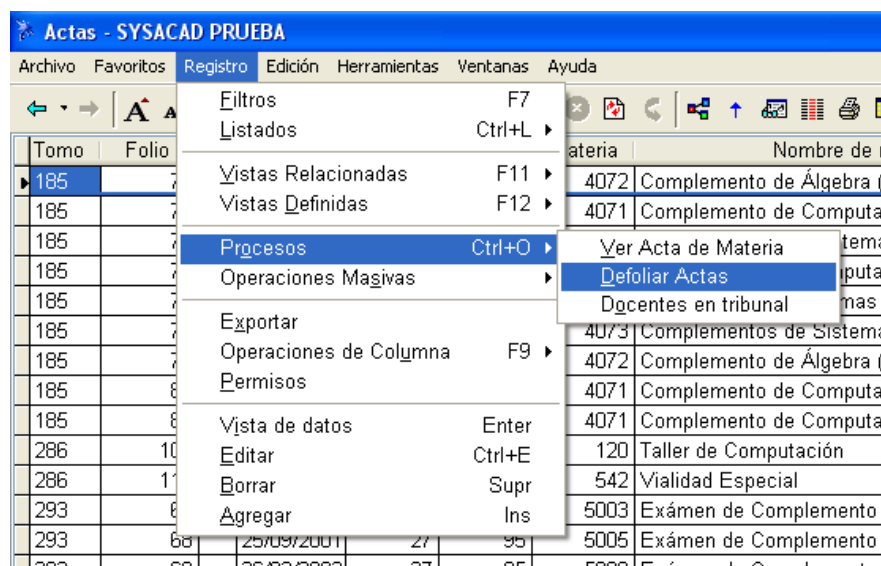 Actas - SYSACAD PRUEBA
Archivo Favoritos Registro Edición Herramientas Ventanas Ayuda
A A
Filtros F7
Listados Ctrl+L
Vistas Relacionadas F11
Vistas Definidas F12
Procesos Ctrl+O
Operaciones Masivas
Exportar
Operaciones de Columna F9
Permisos
Vista de datos Enter
Editar Ctrl+E
Borrar Supr
Agregar Ins
Ver Acta de Materia
Defoliar Actas
Docentes en tribunal
Tomo Folio ateria Nombre de
185 4072 Complemento de Álgebra (
185 4071 Complemento de Computa
185 tema
185 puta
185 mas
185 4073 Complementos de Sistema
185 4072 Complemento de Álgebra (
185 4071 Complemento de Computa
185 4071 Complemento de Computa
286 120 Taller de Computación
286 542 Vialidad Especial
293 5003 Exámen de Complemento
293 68 25/09/2001 27 95 5005 Exámen de Complemento